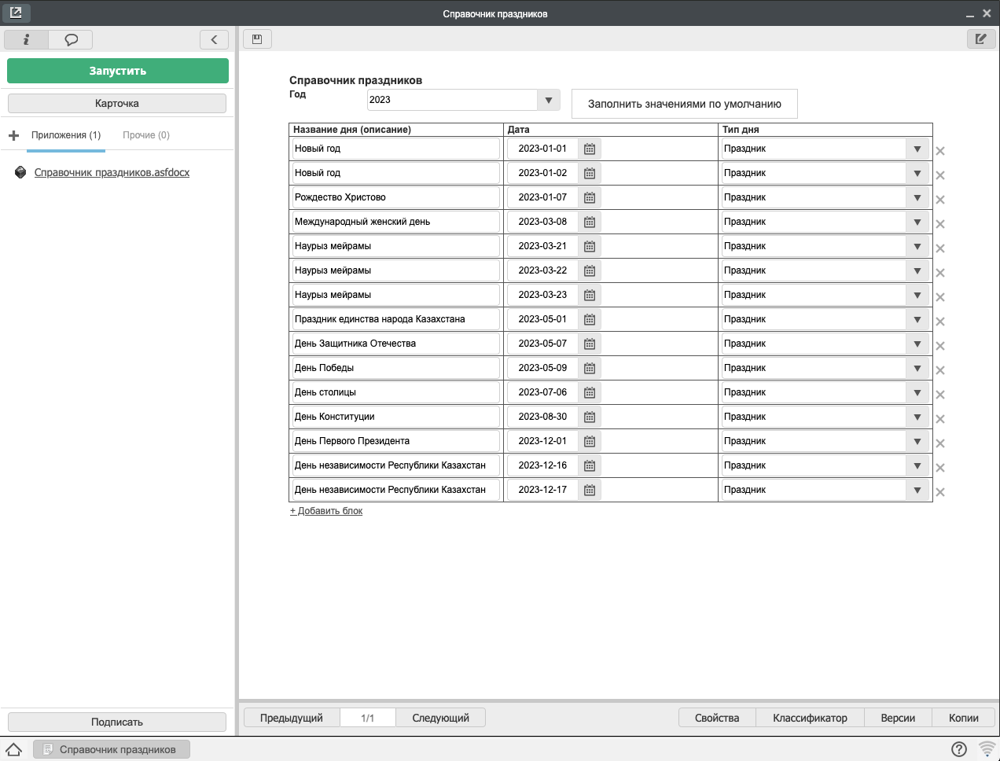 Справочник праздников
Запустить
Карточка
Приложения (1) Прочие (0)
Справочник праздников.asfdocx
Подписать
Справочник праздников
Год 2023 Заполнить значениями по умолчанию
Название дня (описание) Дата Тип дня
Новый год 2023-01-01 Праздник
Новый год 2023-01-02 Праздник
Рождество Христово 2023-01-07 Праздник
Международный женский день 2023-03-08 Праздник
Наурыз мейрамы 2023-03-21 Праздник
Наурыз мейрамы 2023-03-22 Праздник
Наурыз мейрамы 2023-03-23 Праздник
Праздник единства народа Казахстана 2023-05-01 Праздник
День Защитника Отечества 2023-05-07 Праздник
День Победы 2023-05-09 Праздник
День столицы 2023-07-06 Праздник
День Конституции 2023-08-30 Праздник
День Первого Президента 2023-12-01 Праздник
День независимости Республики Казахстан 2023-12-16 Праздник
День независимости Республики Казахстан 2023-12-17 Праздник
+ Добавить блок
Предыдущий 1/1 Следующий Свойства Классификатор Версии Копии
Справочник праздников